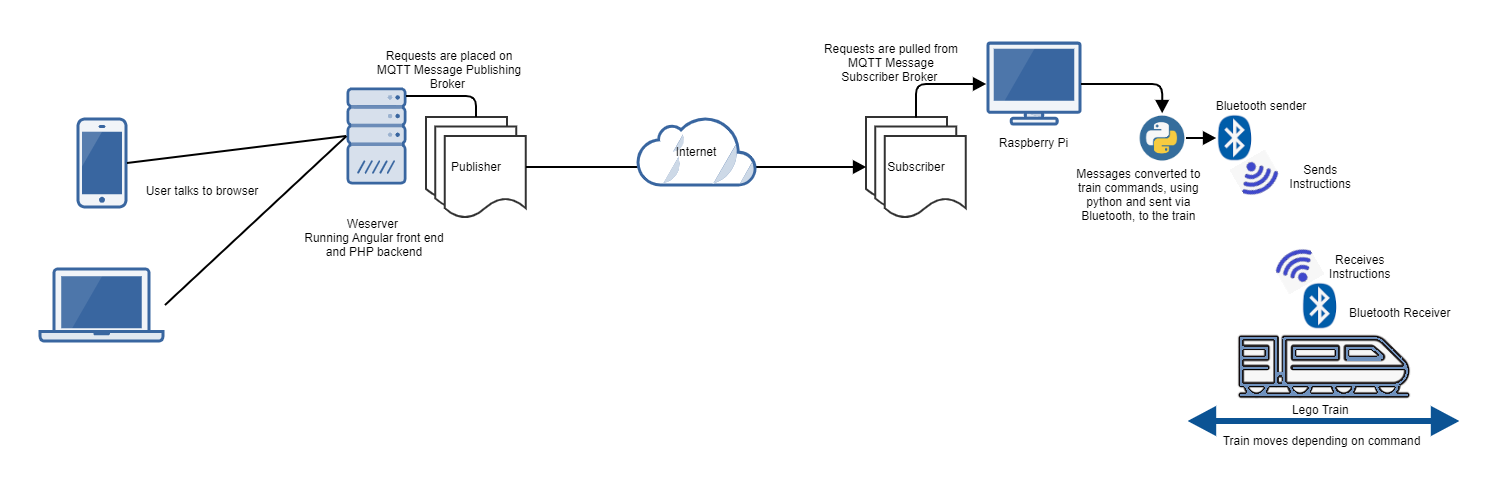 Requests are placed on
MQTT Message Publishing
Broker
User talks to browser
Publisher
Weserver
Running Angular front end
and PHP backend
Internet
Requests are pulled from
MQTT Message
Subscriber Broker
Subscriber
Raspberry Pi
Bluetooth sender
Messages converted to
train commands, using
python and sent via
Bluetooth, to the train
Sends
Instructions
Receives
Instructions
Bluetooth Receiver
Lego Train
Train moves depending on command